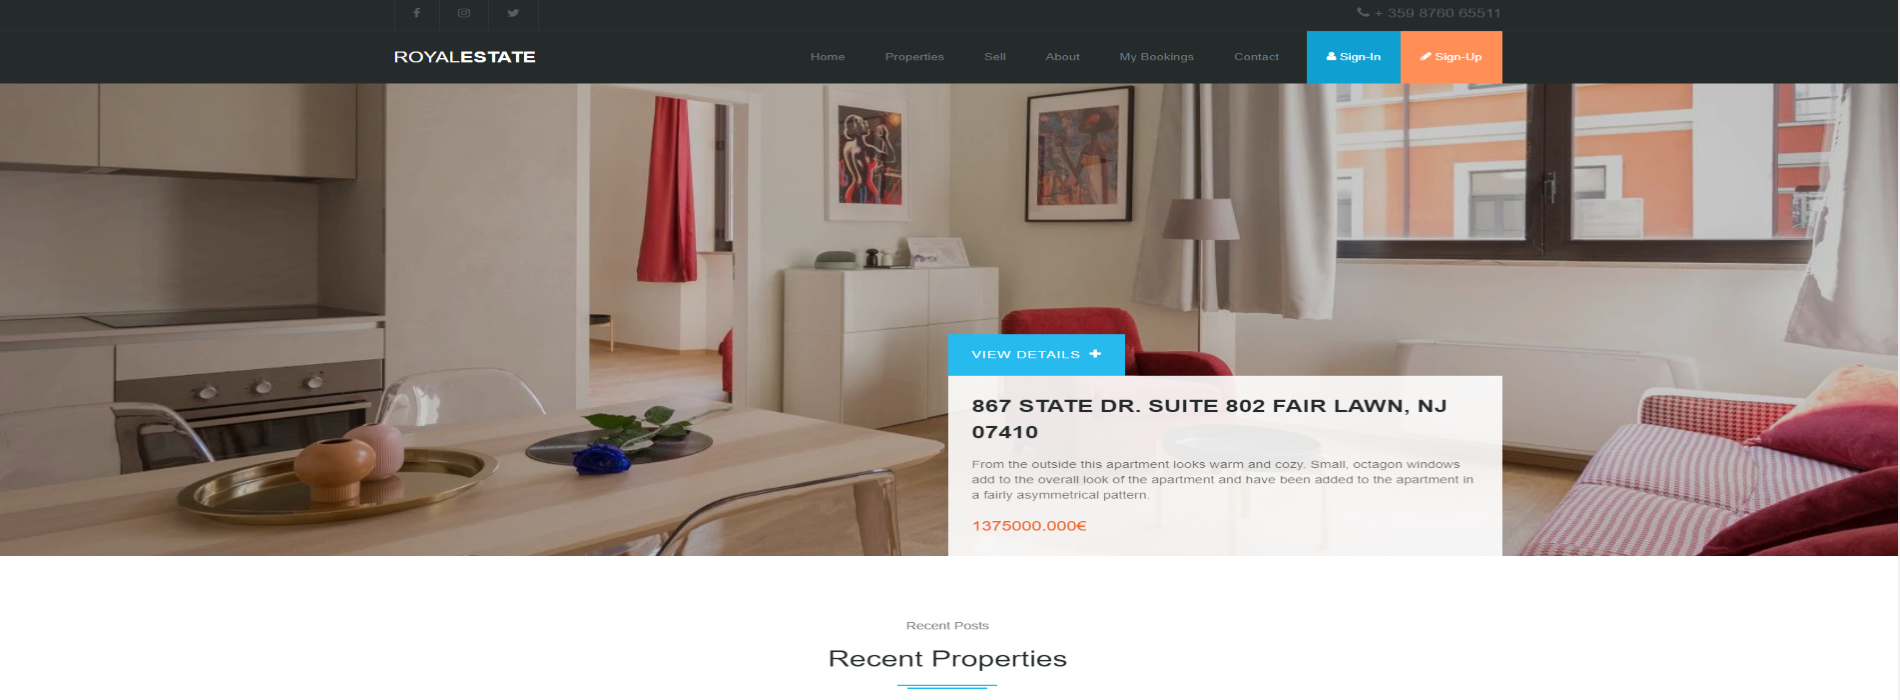 + 359 8760 65511
ROYALESTATE
Home Properties Sell About My Bookings Contact Sign-In Sign-Up
VIEW DETAILS
867 STATE DR. SUITE 802 FAIR LAWN, NJ
07410
From the outside this apartment looks warm and cozy. Small, octagon windows
add to the overall look of the apartment and have been added to the apartment in
a fairly asymmetrical pattern.
1375000.000€
Recent Posts
Recent Properties